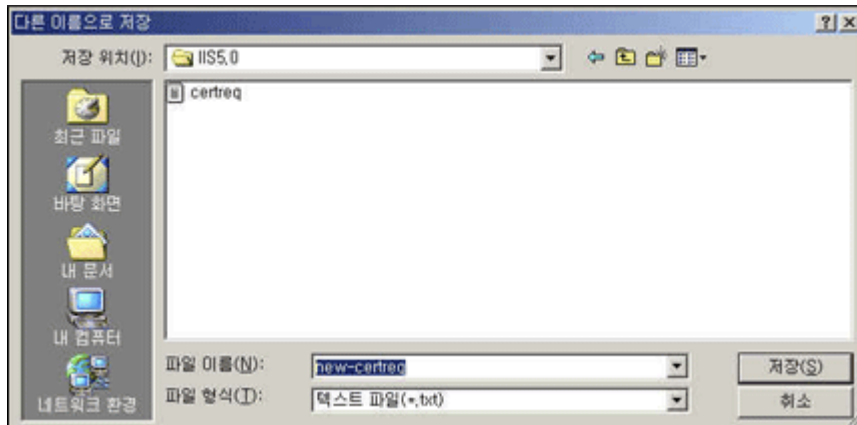 다른 이름으로 저장
저장 위치(I): IIS5.0
certreq
최근 파일
바탕 화면
내 문서
내 컴퓨터
네트워크 환경
파일 이름(N): new-certreq 저장(S)
파일 형식(T): 텍스트 파일(*.txt) 취소